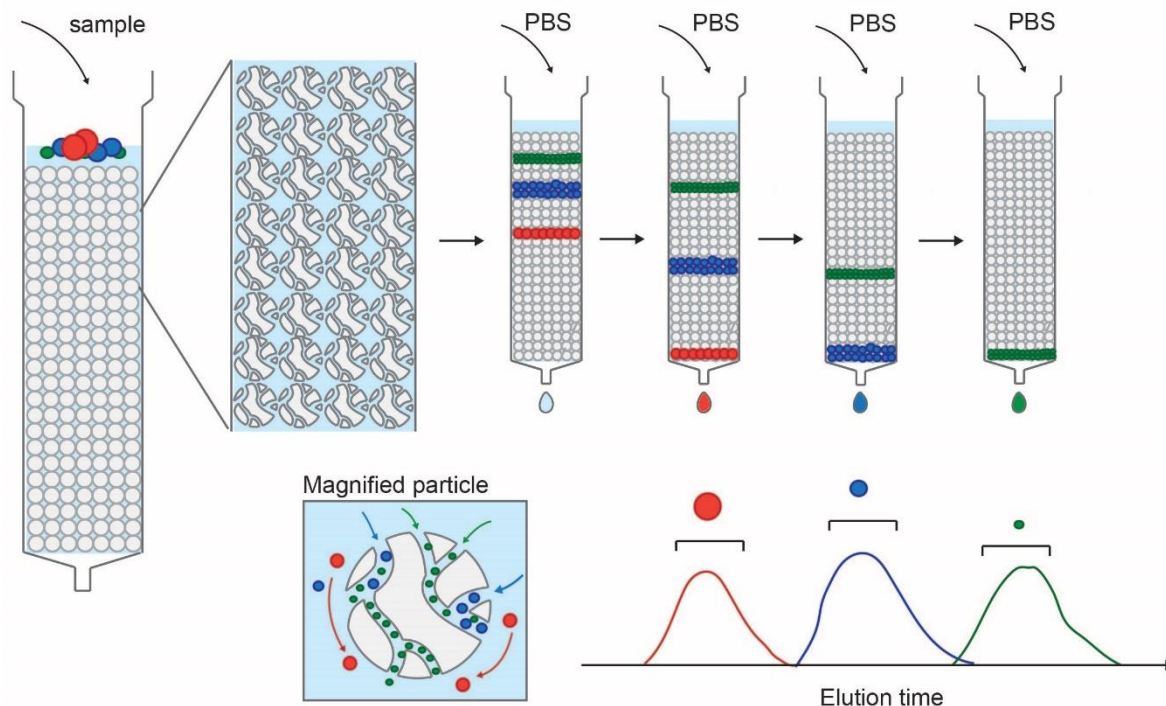 sample
PBS
PBS
PBS
PBS
Magnified particle
Elution time